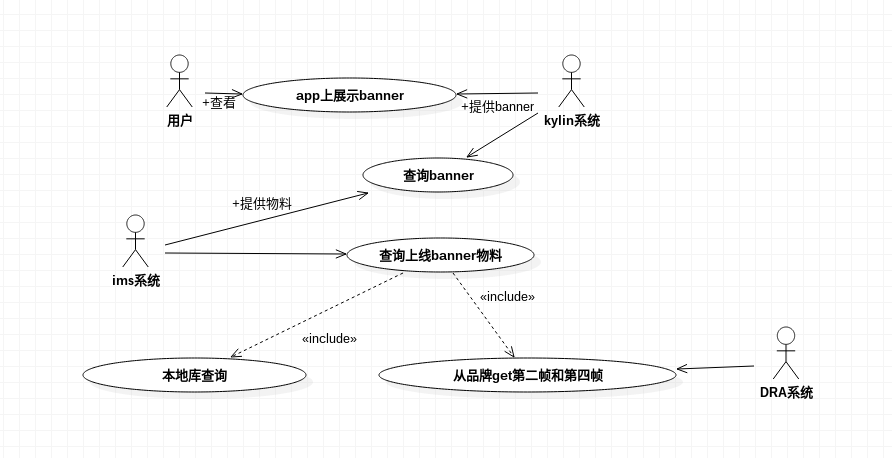 app上展示banner
+查看
+提供banner
用户
kylin系统
查询banner
+提供物料
查询上线banner物料
ims系统
«include»
«include»
本地库查询
从品牌get第二帧和第四帧
DRA系统